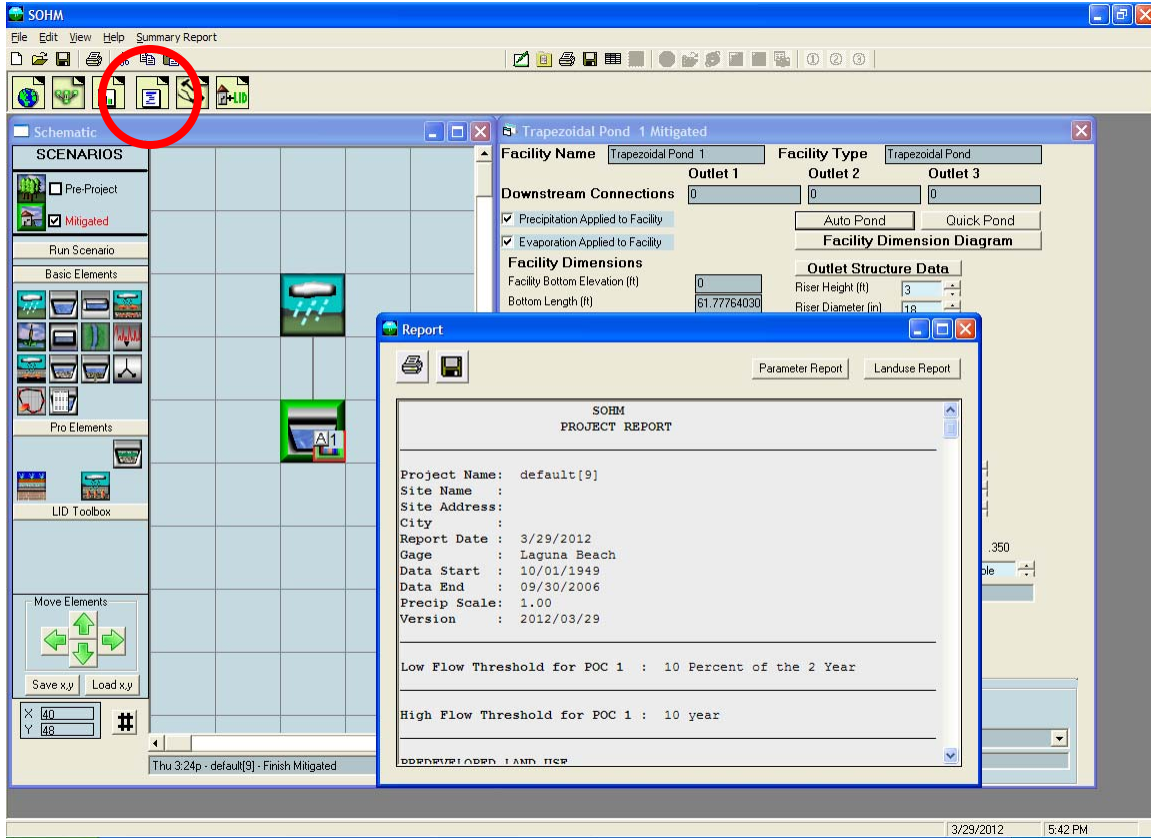 SOHM
File Edit View Help Summary Report
① ② ③
+LID
Schematic
SCENARIOS
Pre-Project
Mitigated
Run Scenario
Basic Elements
Pro Elements
LID Toolbox
Move Elements
Save x,y Load x,y
X 40
Y 48
#
A 1
Thu 3:24p - default[9] - Finish Mitigated
Trapezoidal Pond 1 Mitigated
Facility Name Trapezoidal Pond 1 Facility Type Trapezoidal Pond
Outlet 1 Outlet 2 Outlet 3
Downstream Connections 0 0 0
Precipitation Applied to Facility Auto Pond Quick Pond
Evaporation Applied to Facility Facility Dimension Diagram
Facility Dimensions Outlet Structure Data
Facility Bottom Elevation (ft) 0 Riser Height (ft) 3
Bottom Length (ft) 61.77764030 Riser Diameter (in) 18
.350
Report
Parameter Report Landuse Report
SOHM
PROJECT REPORT
Project Name: default[9]
Site Name :
Site Address:
City :
Report Date : 3/29/2012
Gage : Laguna Beach
Data Start : 10/01/1949
Data End : 09/30/2006
Precip Scale: 1.00
Version : 2012/03/29
Low Flow Threshold for POC 1 : 10 Percent of the 2 Year
High Flow Threshold for POC 1 : 10 year
PREDEVELOPED LAND USE
3/29/2012 5:42 PM